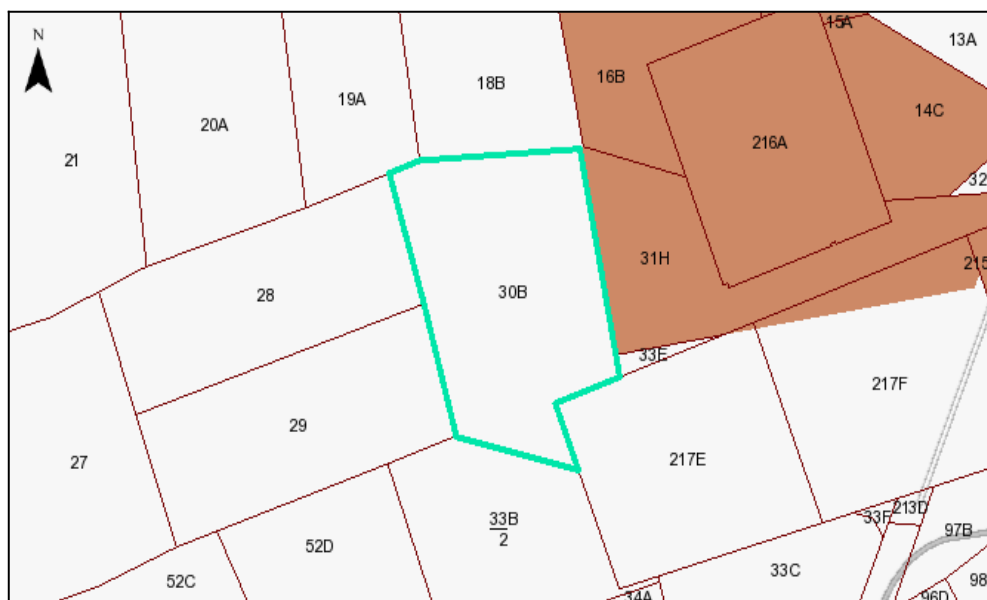 N
15A
13A
16B
18B
19A
14C
20A
216A
21
32
31H
215
28
30B
33E
217F
29
217E
27
213D
33F
33B
2
97B
52D
33C
52C
98
34A
96D